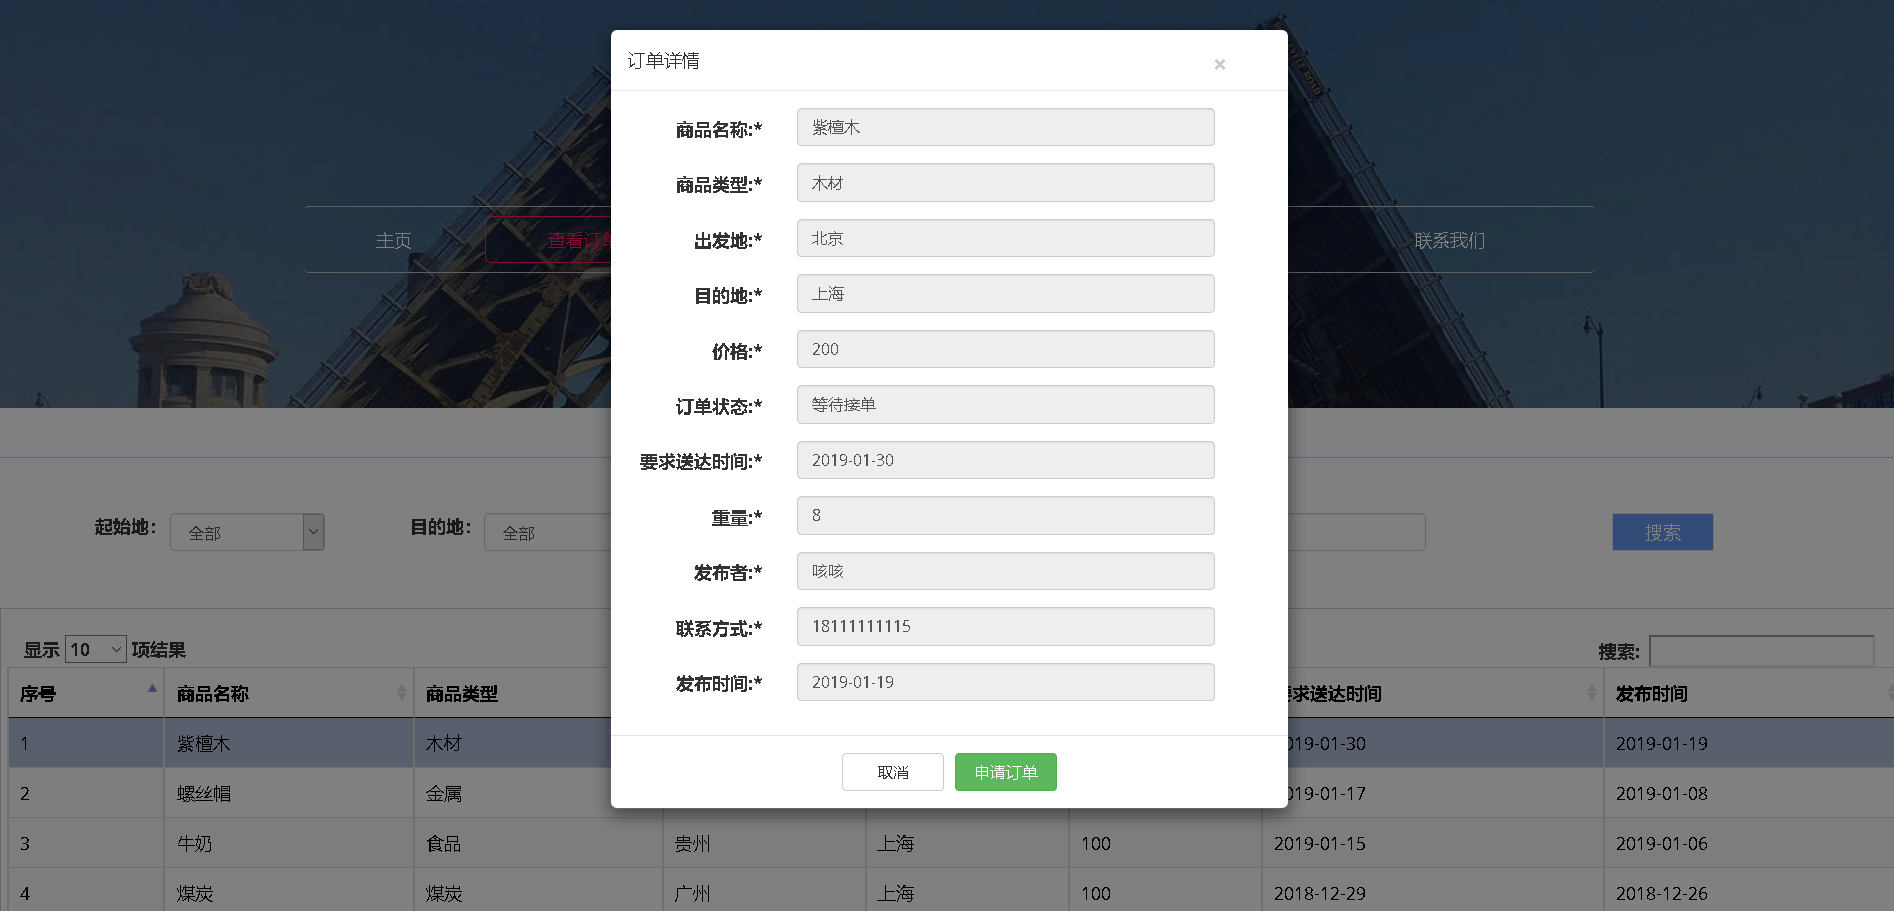 订单详情 ×
商品名称:* 紫檀木
商品类型:* 木材
出发地:* 北京
目的地:* 上海
价格:* 200
订单状态:* 等待接单
要求送达时间:* 2019-01-30
重量:* 8
发布者:* 咳咳
联系方式:* 18111111115
发布时间:* 2019-01-19
取消 申请订单
主页 查看订单 联系我们
起始地: 全部 目的地: 全部 搜索
显示 10 项结果 搜索:
序号 商品名称 商品类型 要求送达时间 发布时间
1 紫檀木 木材 2019-01-30 2019-01-19
2 螺丝帽 金属 2019-01-17 2019-01-08
3 牛奶 食品 贵州 上海 100 2019-01-15 2019-01-06
4 煤炭 煤炭 广州 上海 100 2018-12-29 2018-12-26